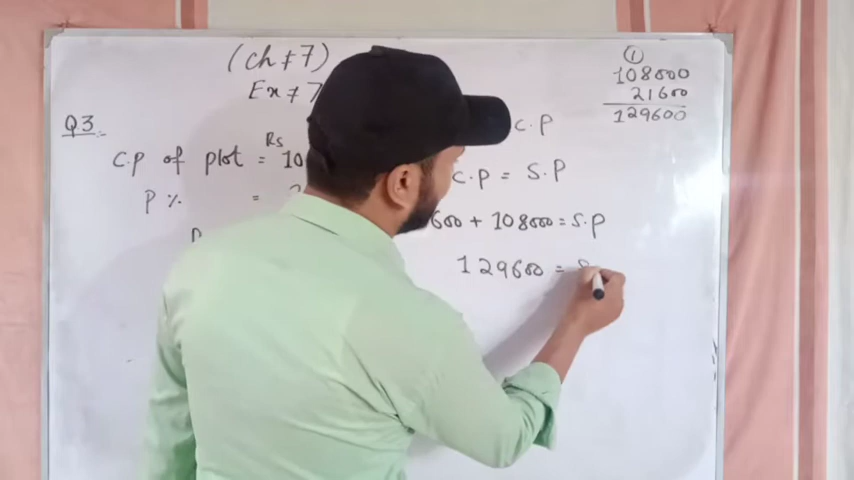 (Ch # 7)
Ex # 7
Q3
C.P of plot = Rs 10
P % =
C.P
C.P = S.P
600 + 108000 = S.P
129600 =
1
108000
21600
129600